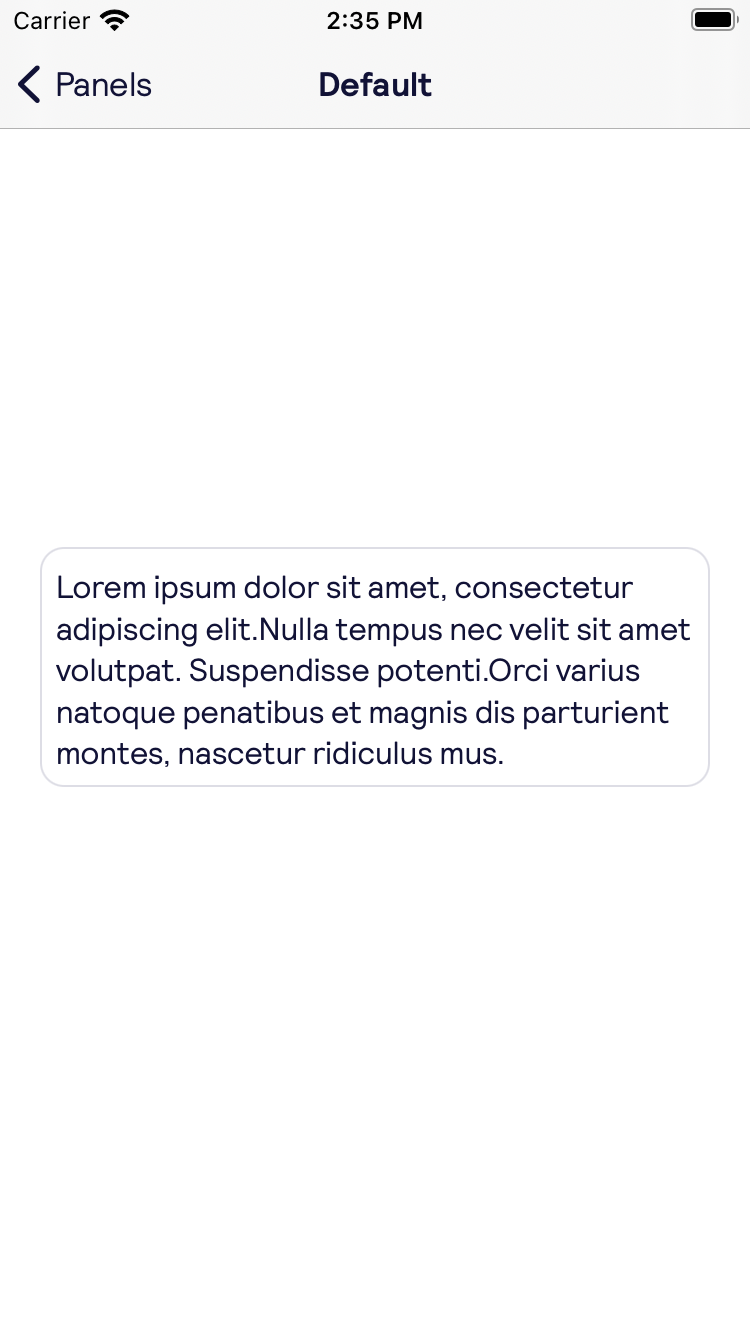 Carrier
2:35 PM
Panels
Default
Lorem ipsum dolor sit amet, consectetur
adipiscing elit.Nulla tempus nec velit sit amet
volutpat. Suspendisse potenti.Orci varius
natoque penatibus et magnis dis parturient
montes, nascetur ridiculus mus.